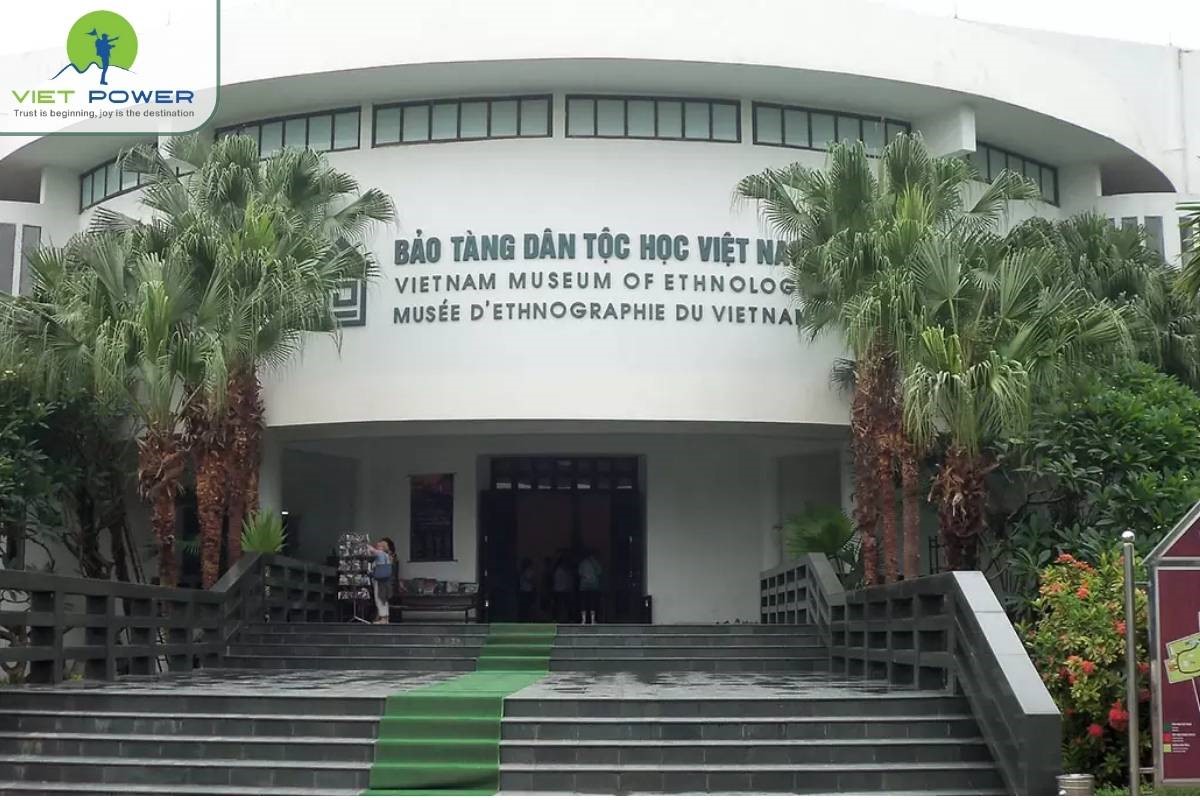 VIET POWER
Trust is beginning, joy is the destination
BẢO TÀNG DÂN TỘC HỌC VIỆT NA
VIETNAM MUSEUM OF ETHNOLOG
MUSÉE D'ETHNOGRAPHIE DU VIETNAM